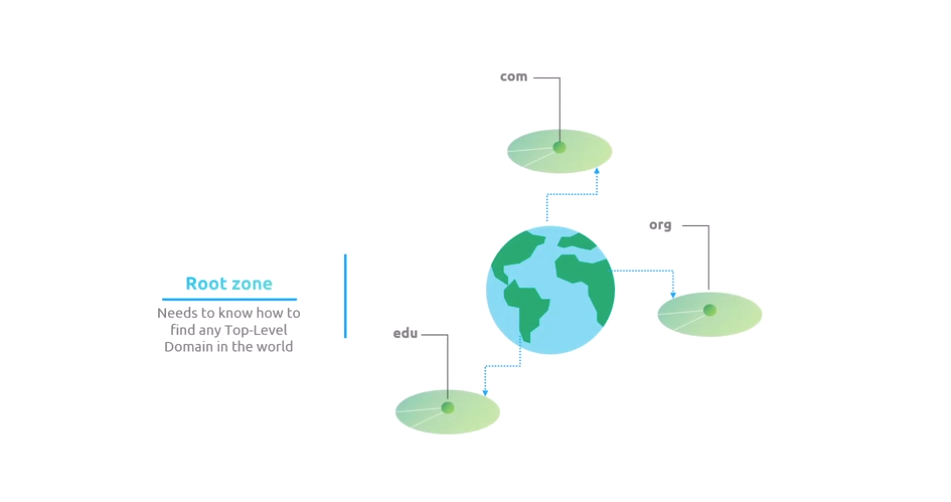 com
org
Root zone
Needs to know how to
find any Top-Level
Domain in the world
edu